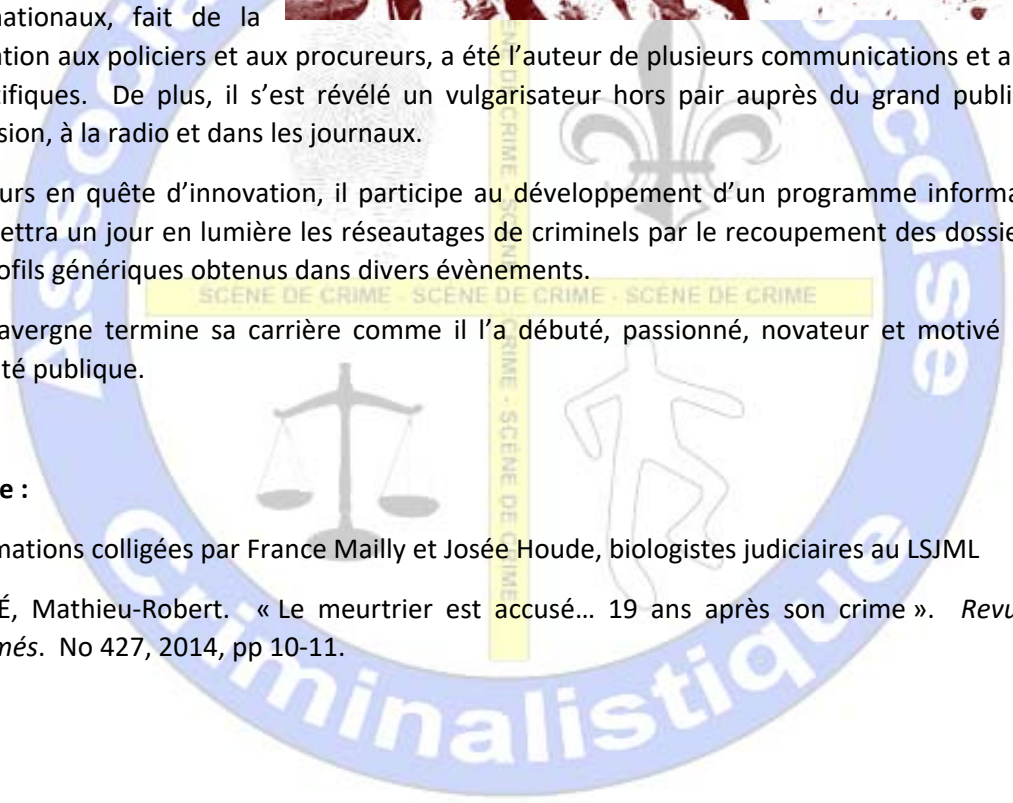 nationaux, fait de la
ation aux policiers et aux procureurs, a été l’auteur de plusieurs communications et a
tifiques. De plus, il s’est révélé un vulgarisateur hors pair auprès du grand publi
sion, à la radio et dans les journaux.
urs en quête d’innovation, il participe au développement d’un programme informa
ettra un jour en lumière les réseautages de criminels par le recoupement des dossie
rofils génériques obtenus dans divers évènements.
SCÈNE DE CRIME - SCÈNE DE CRIME - SCÈNE DE CRIME
avergne termine sa carrière comme il l’a débuté, passionné, novateur et motivé
té publique.
e :
mations colligées par France Mailly et Josée Houde, biologistes judiciaires au LSJML
É, Mathieu-Robert. « Le meurtrier est accusé… 19 ans après son crime ». Revu
més. No 427, 2014, pp 10-11.
Criminalistique